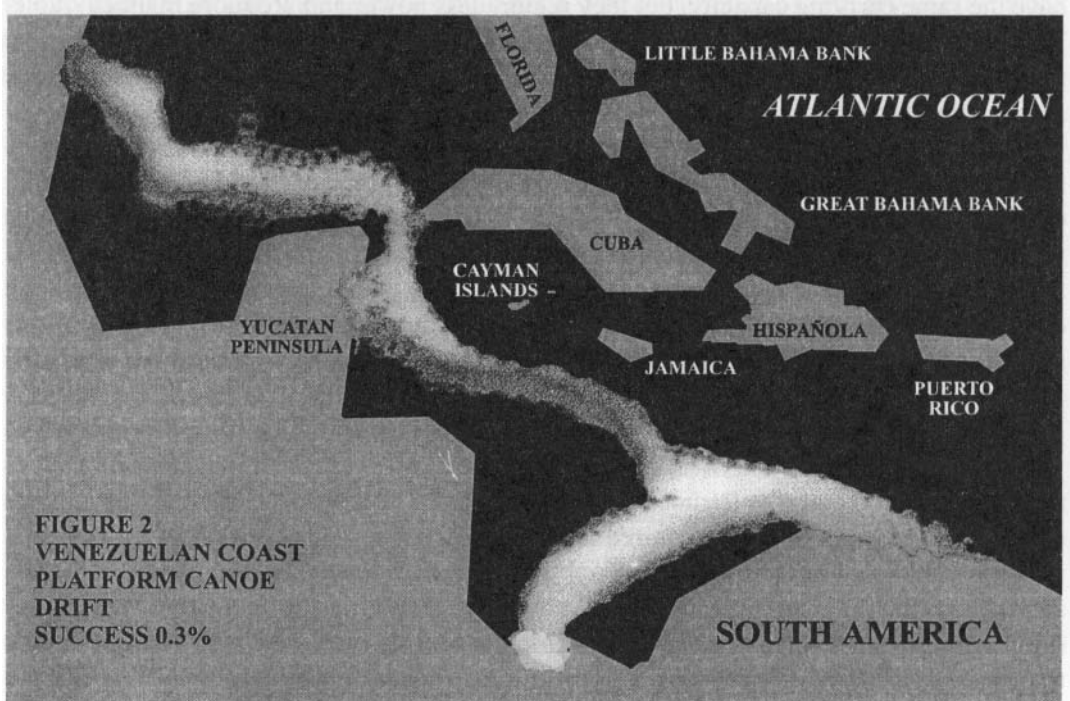 FLORIDA
LITTLE BAHAMA BANK
ATLANTIC OCEAN
GREAT BAHAMA BANK
CUBA
CAYMAN
ISLANDS
YUCATAN
PENINSULA
HISPAÑOLA
JAMAICA
PUERTO
RICO
FIGURE 2
VENEZUELAN COAST
PLATFORM CANOE
DRIFT
SUCCESS 0.3%
SOUTH AMERICA